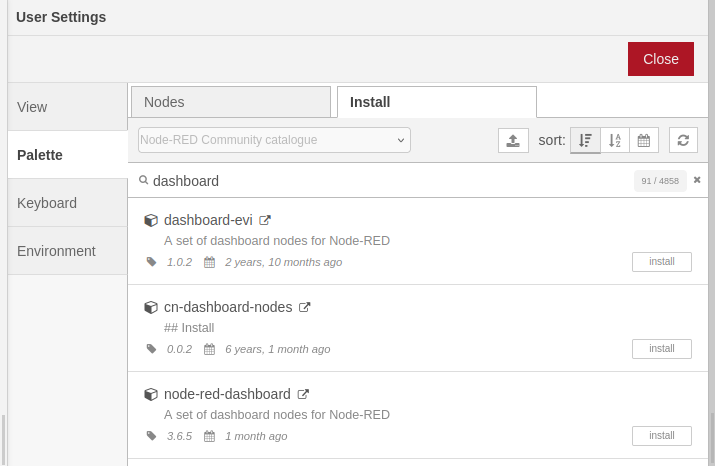 User Settings
Close
View
Palette
Keyboard
Environment
Nodes
Install
Node-RED Community catalogue
sort:
dashboard
91 / 4858
dashboard-evi
A set of dashboard nodes for Node-RED
1.0.2 2 years, 10 months ago
install
cn-dashboard-nodes
## Install
0.0.2 6 years, 1 month ago
install
node-red-dashboard
A set of dashboard nodes for Node-RED
3.6.5 1 month ago
install